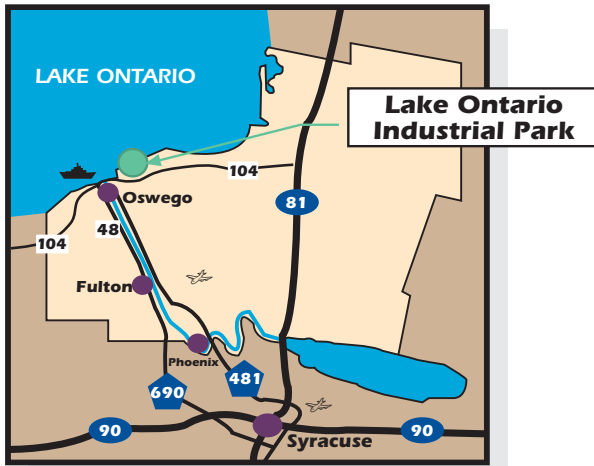 LAKE ONTARIO
Lake Ontario
Industrial Park
104
81
Oswego
48
104
Fulton
Phoenix
690
481
90
Syracuse
90